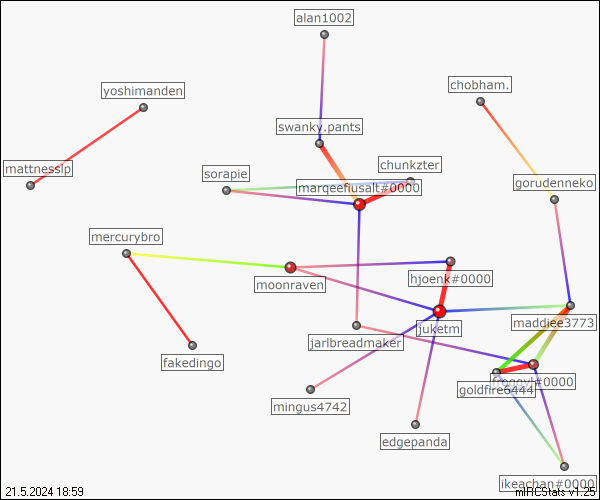 alan1002
chobham.
yoshimanden
swanky.pants
chunkzter
mattnesslp
sorapie
marqeeflusalt#0000
gorudenneko
mercurybro
moonraven
hjoenk#0000
maddiee3773
juketm
jarlbreadmaker
fakedingo
froggyl#0000
goldfire6444
mingus4742
edgepanda
ikeachan#0000
21.5.2024 18:59
mIRCStats v1.25